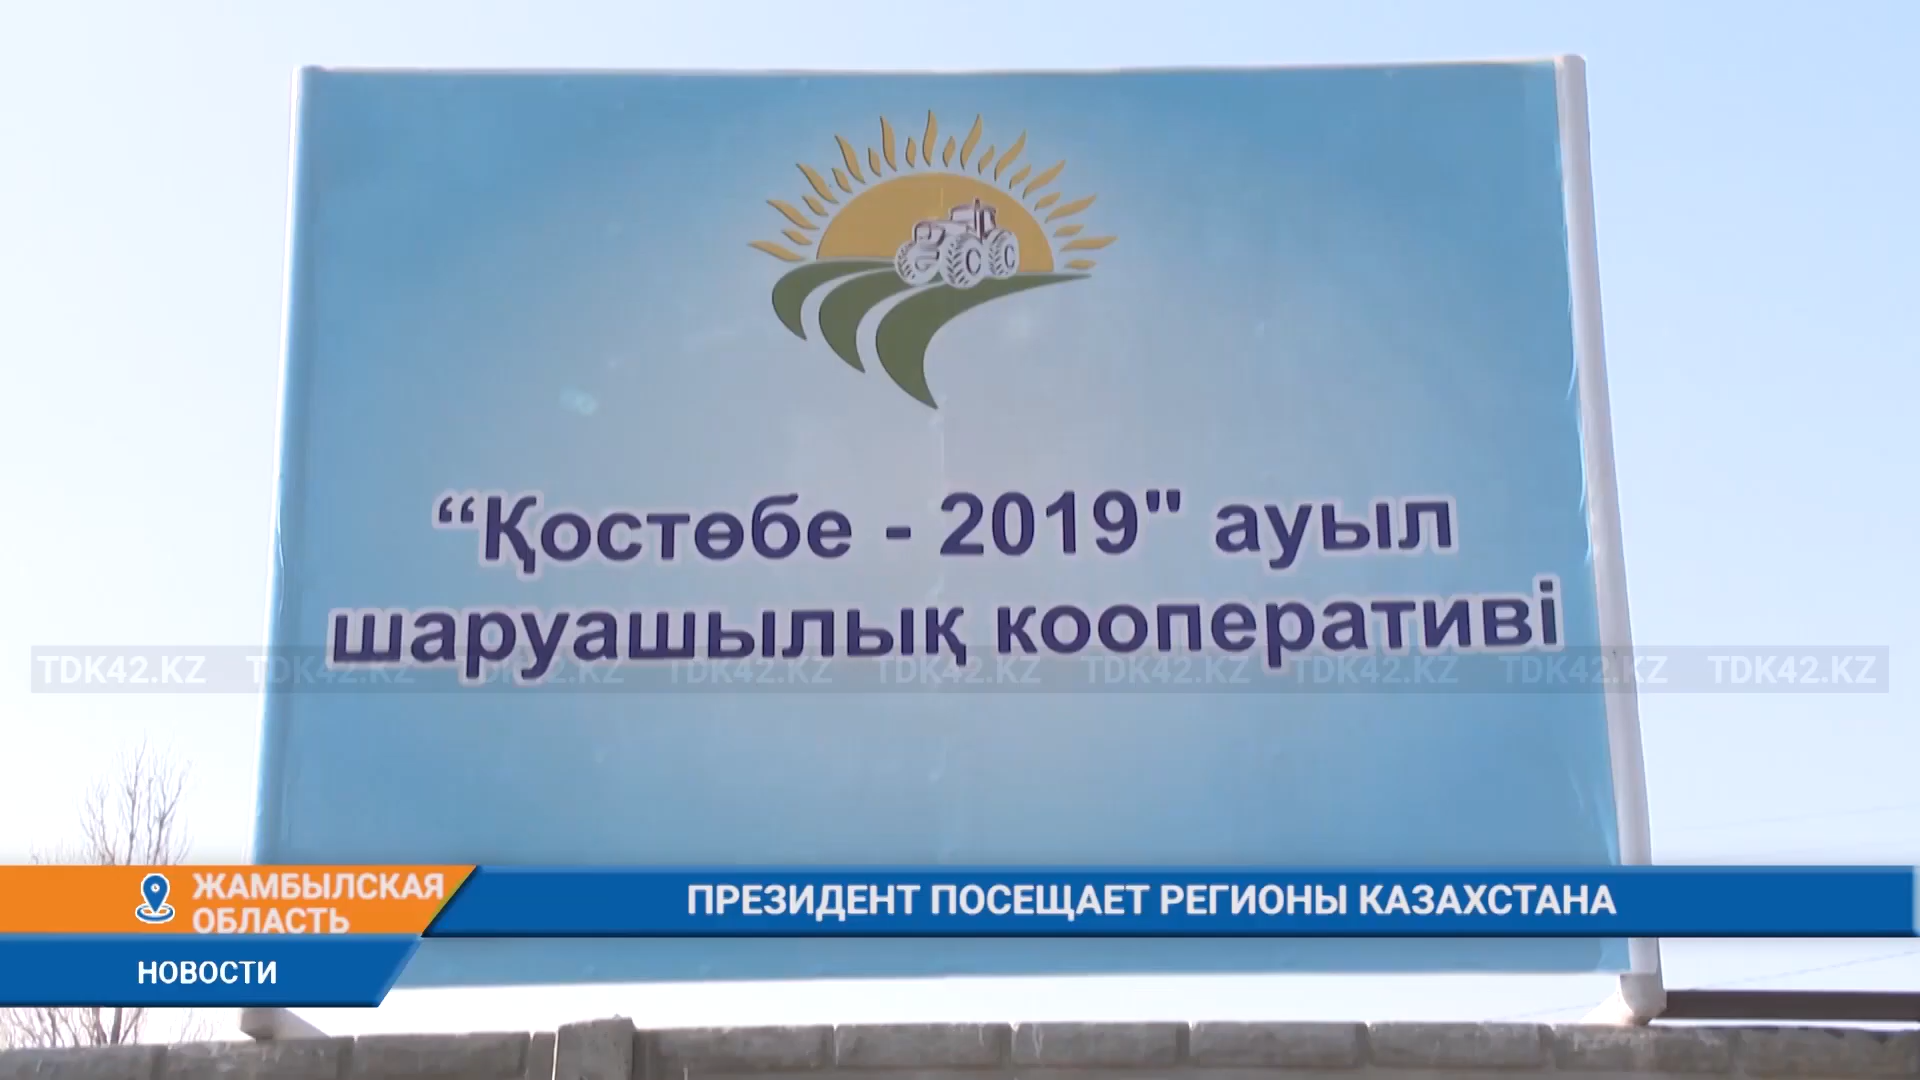 “Қостөбе - 2019" ауыл
шаруашылық кооперативі
TDK42.KZ TDK42.KZ TDK42.KZ TDK42.KZ TDK42.KZ TDK42.KZ TDK42.KZ TDK42.KZ TDK42.KZ
ЖАМБЫЛСКАЯ
ОБЛАСТЬ
ПРЕЗИДЕНТ ПОСЕЩАЕТ РЕГИОНЫ КАЗАХСТАНА
НОВОСТИ